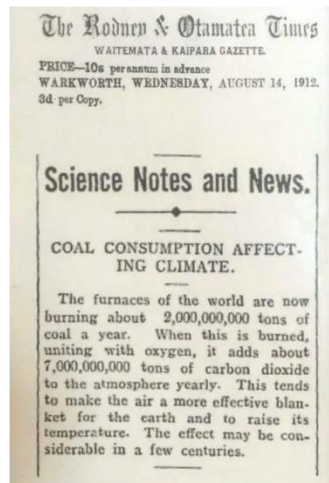 The Rodney & Otamatea Times
WAITEMATA & KAIPARA GAZETTE.
PRICE—10s per annum in advance
WARKWORTH, WEDNESDAY, AUGUST 14, 1912.
3d per Copy.
Science Notes and News.
COAL CONSUMPTION AFFECT-
ING CLIMATE.
The furnaces of the world are now
burning about 2,000,000,000 tons of
coal a year. When this is burned,
uniting with oxygen, it adds about
7,000,000,000 tons of carbon dioxide
to the atmosphere yearly. This tends
to make the air a more effective blan-
ket for the earth and to raise its
temperature. The effect may be con-
siderable in a few centuries.